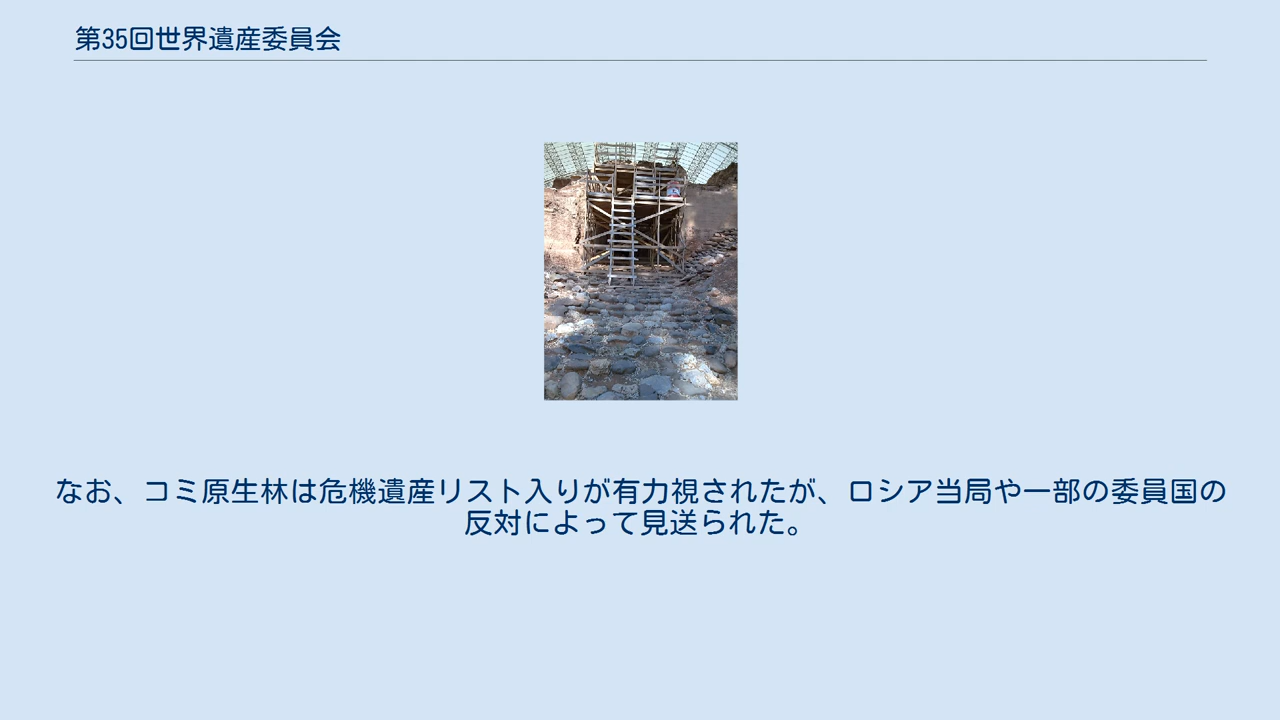 第35回世界遺産委員会
なお、コミ原生林は危機遺産リスト入りが有力視されたが、ロシア当局や一部の委員国の
反対によって見送られた。